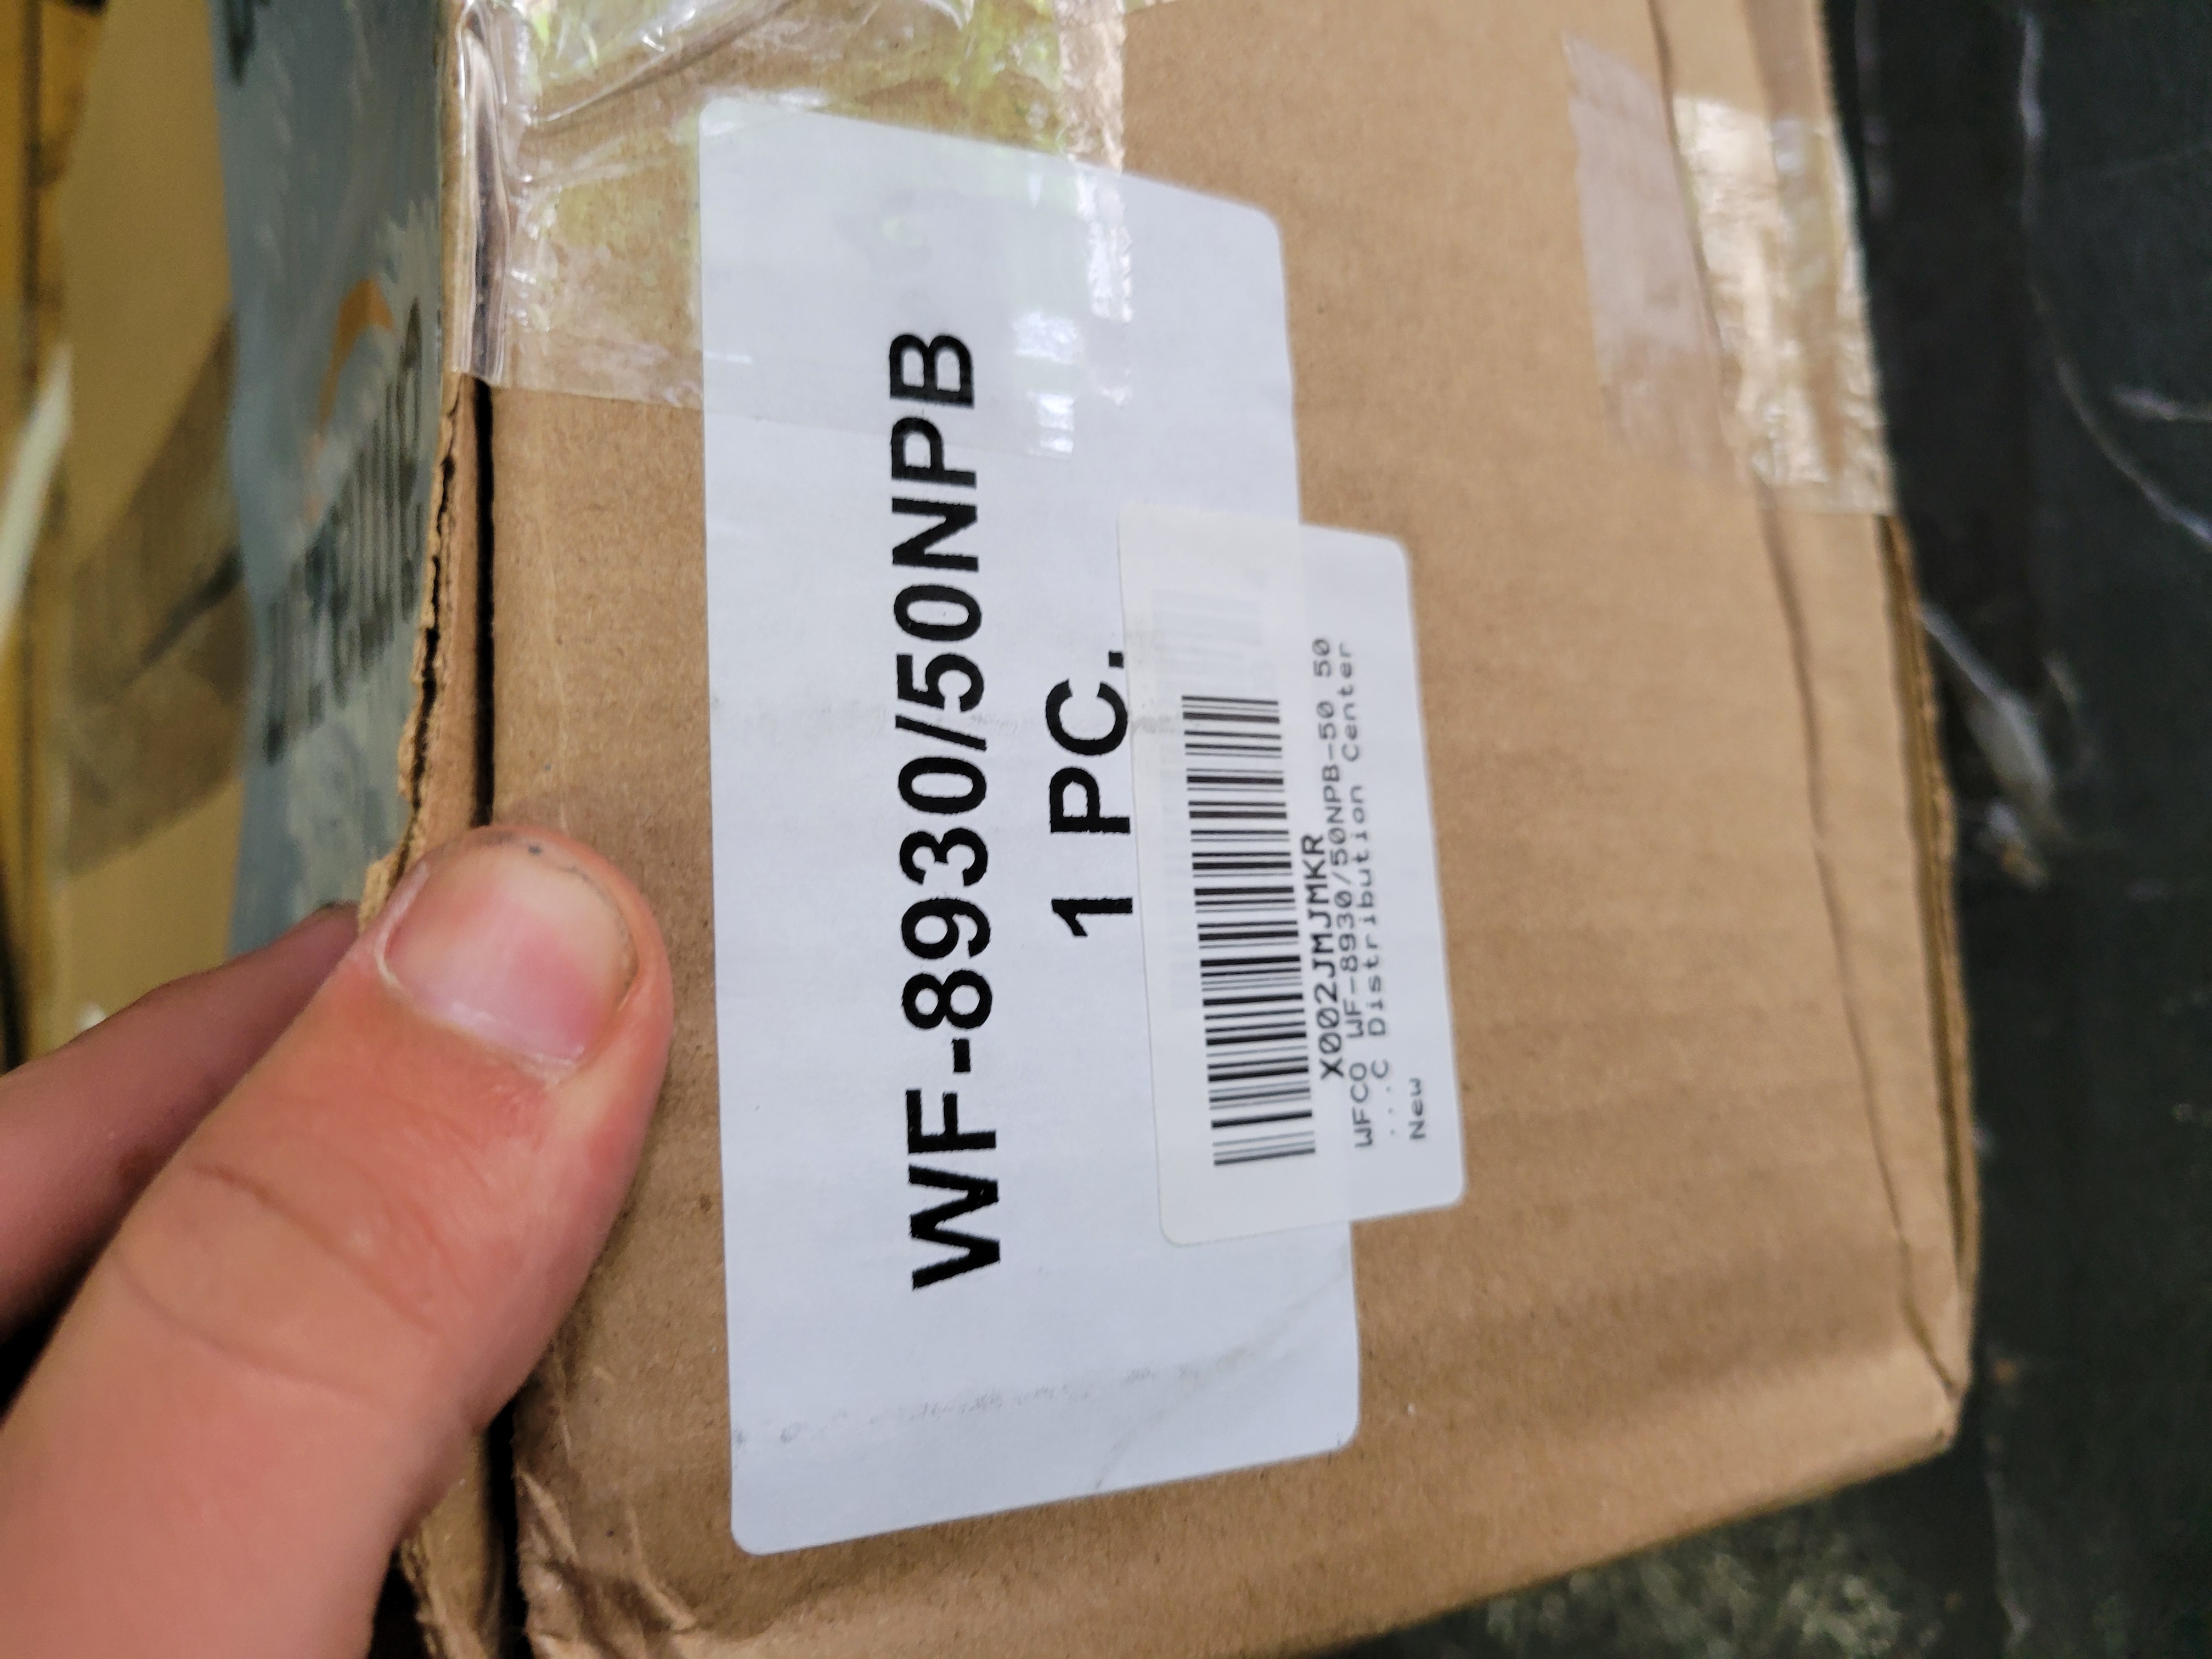 WF-8930/50NPB
1 PC.
X002JMJMKR
WFCO WF-8930/50NPB-50 50
...C Distribution Center
New